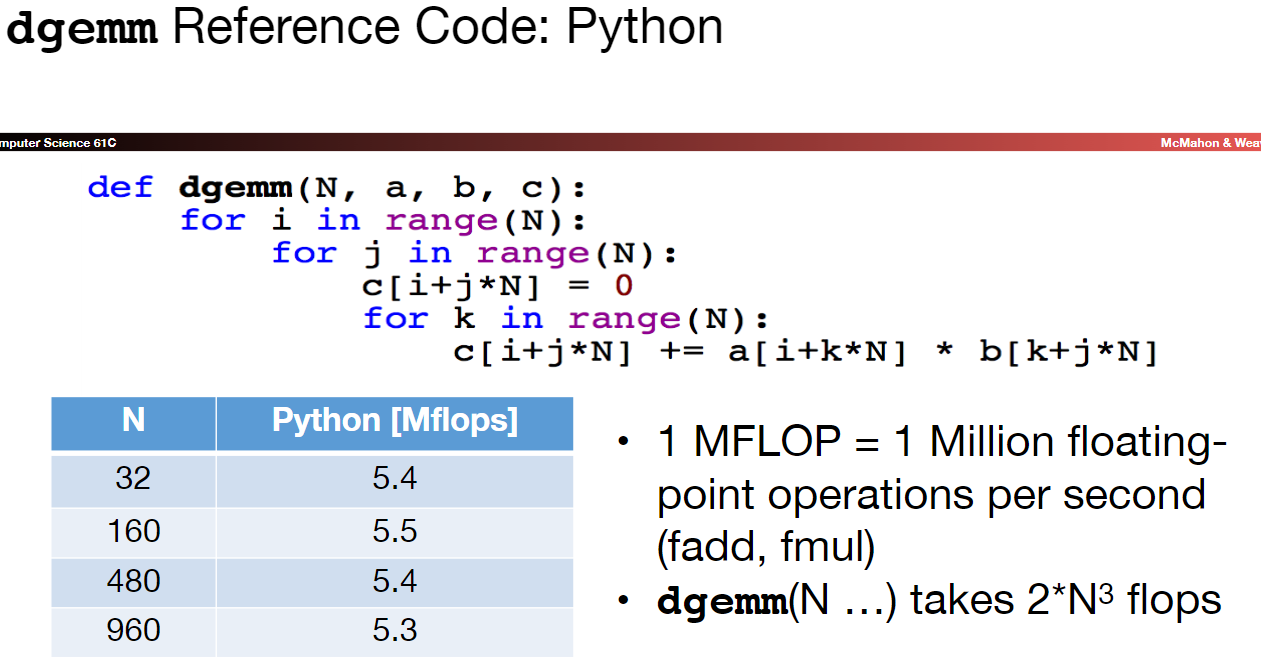 dgemm Reference Code: Python
mputer Science 61C
McMahon & Wea
def dgemm(N, a, b, c):
    for i in range(N):
        for j in range(N):
            c[i+j*N] = 0
            for k in range(N):
                c[i+j*N] += a[i+k*N] * b[k+j*N]
N Python [Mflops]
32 5.4
160 5.5
480 5.4
960 5.3
• 1 MFLOP = 1 Million floating-
point operations per second
(fadd, fmul)
• dgemm(N …) takes 2*N³ flops